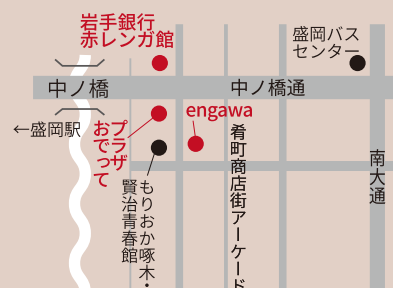 岩手銀行
赤レンガ館
盛岡バス
センター
中ノ橋
中ノ橋通
engawa
←盛岡駅
プラザ
おでって
肴町商店街アーケード
南大通
もりおか啄木・
賢治青春館